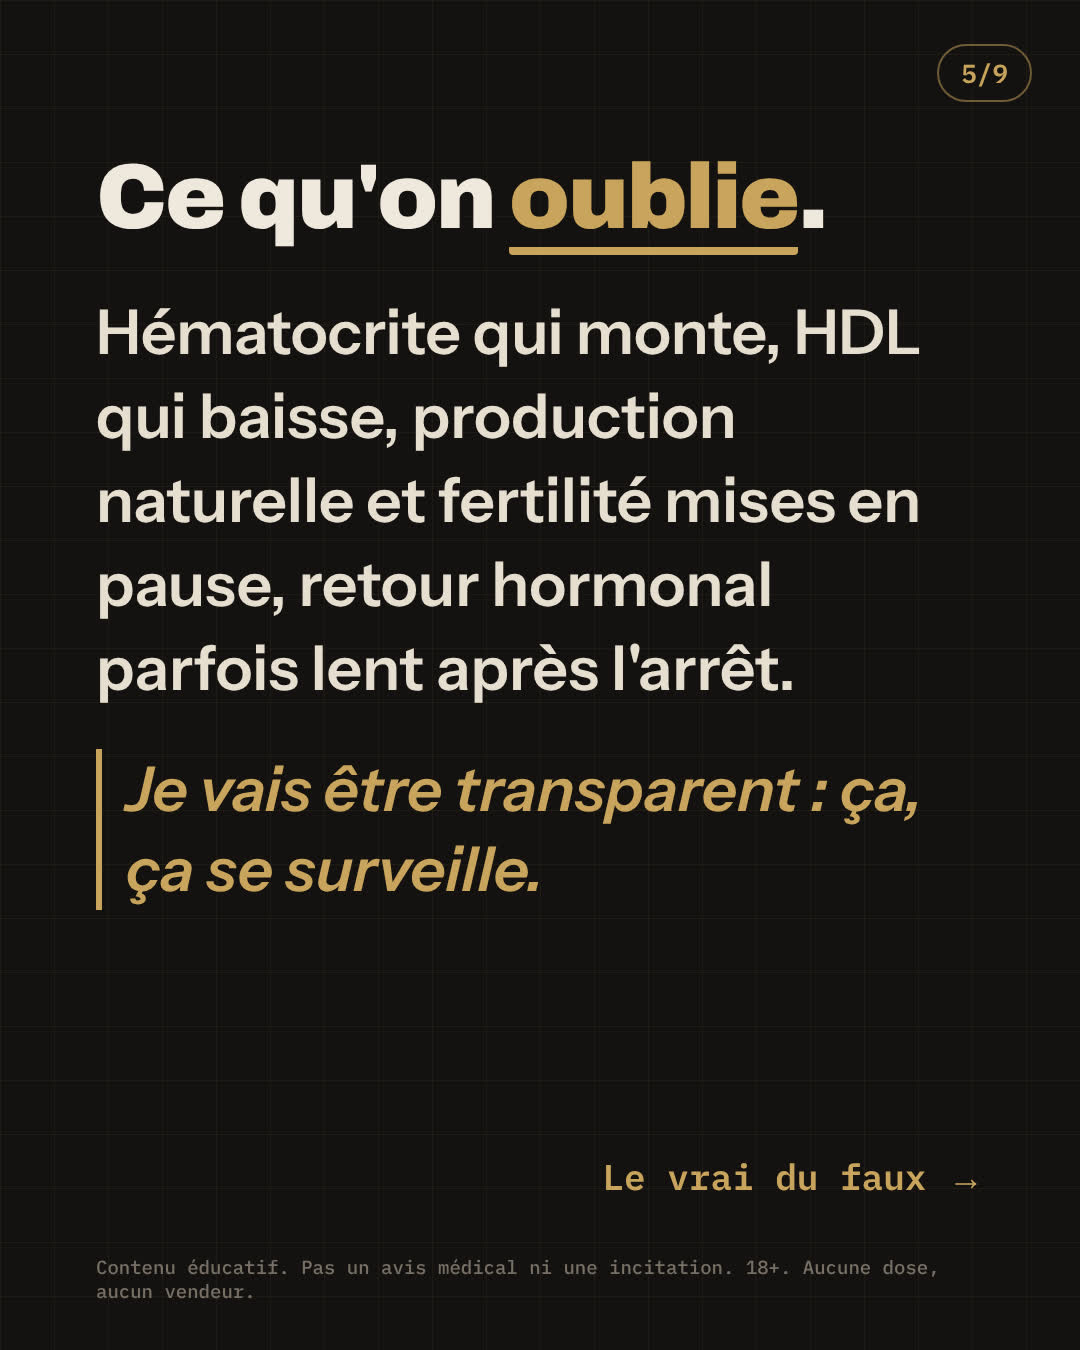 5/9
Ce qu'on oublie.
Hématocrite qui monte, HDL
qui baisse, production
naturelle et fertilité mises en
pause, retour hormonal
parfois lent après l'arrêt.
Je vais être transparent : ça,
ça se surveille.
Le vrai du faux →
Contenu éducatif. Pas un avis médical ni une incitation. 18+. Aucune dose,
aucun vendeur.